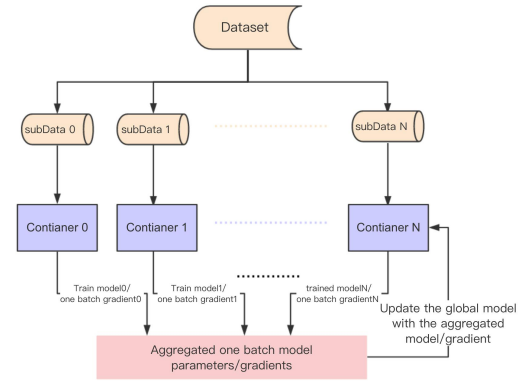 Dataset
subData 0
subData 1
subData N
Contianer 0
Contianer 1
Contianer N
Train model0/
one batch gradient0
Train model1/
one batch gradient1
trained modelN/
one batch gradientN
Update the global model
with the aggregated
model/gradient
Aggregated one batch model
parameters/gradients